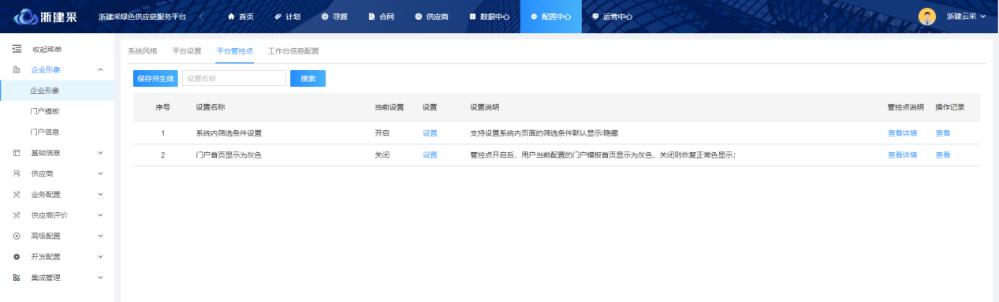 浙建采 浙建采绿色供应链服务平台 首页 计划 寻源 合同 供应商 数据中心 配置中心 运营中心 浙建云采
收起菜单
企业形象
企业形象
门户模板
门户信息
基础信息
供应商
业务配置
供应商评价
高级配置
开发配置
集成管理
系统风格 平台设置 平台管控点 工作台信息配置
保存并生效 设置名称 搜索
序号 设置名称 当前设置 设置 设置说明 管控点说明 操作记录
1 系统内筛选条件设置 开启 设置 支持设置系统内页面的筛选条件默认显示/隐藏 查看详情 查看
2 门户首页显示为灰色 关闭 设置 管控点开启后，用户当前配置的门户模板首页显示为灰色，关闭则恢复正常色显示； 查看详情 查看